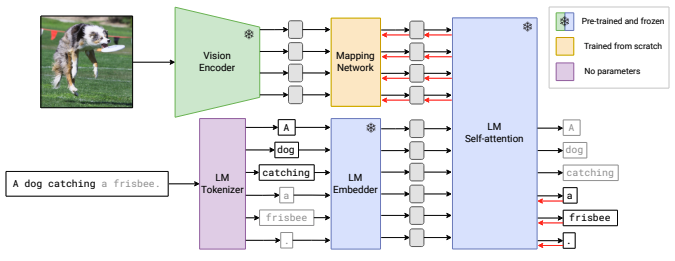 Vision
Encoder
Mapping
Network
LM
Self-attention
Pre-trained and frozen
Trained from scratch
No parameters
A dog catching a frisbee.
LM
Tokenizer
A
dog
catching
a
frisbee
.
LM
Embedder
A
dog
catching
a
frisbee
.